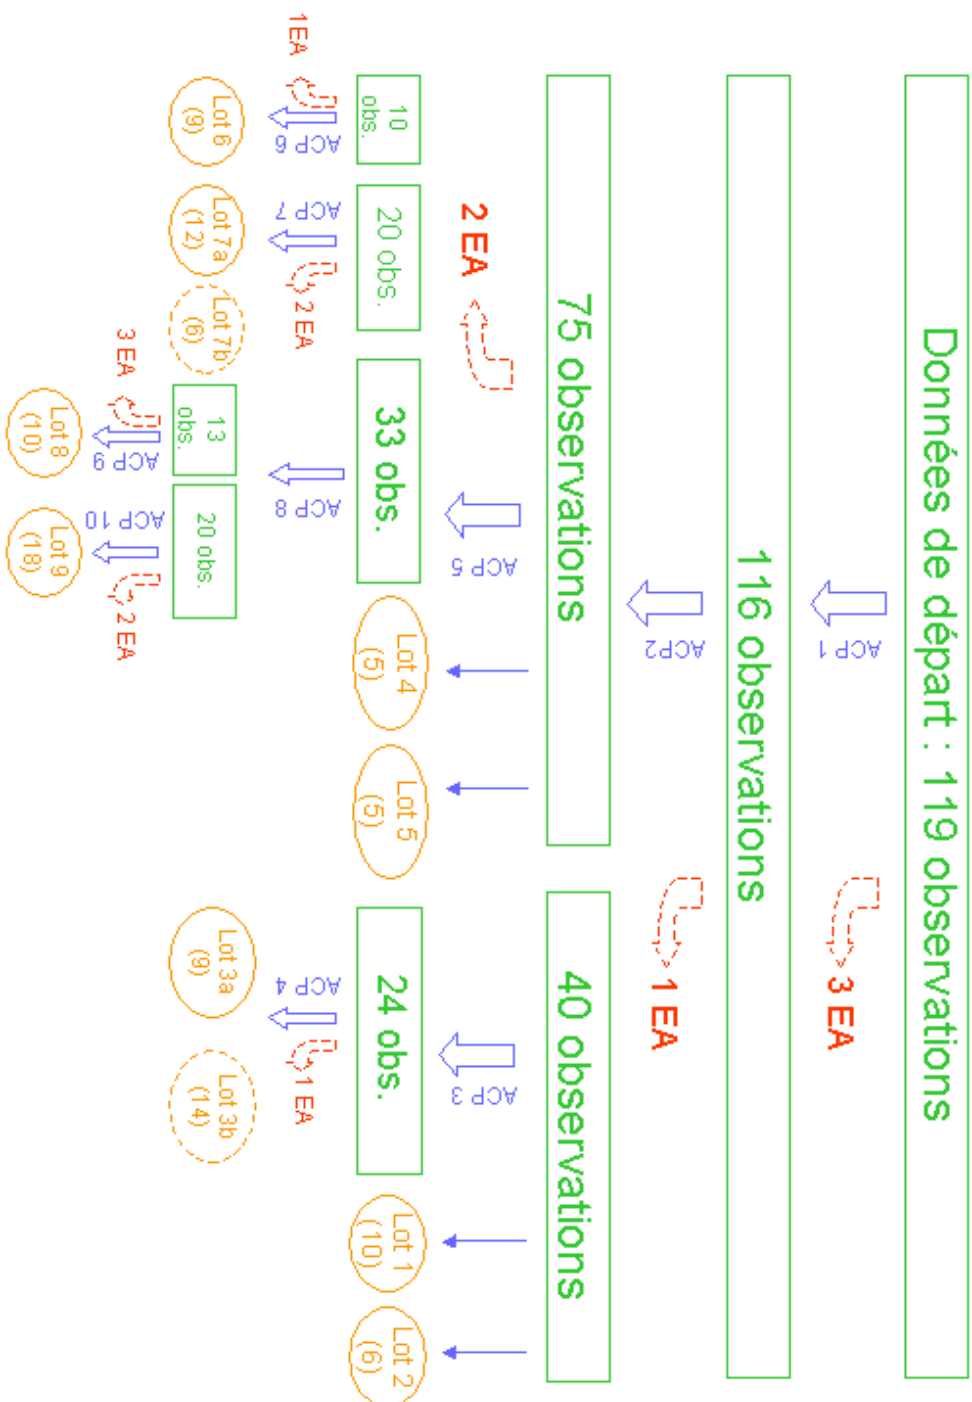 Données de départ : 119 observations
ACP 1
3 EA
116 observations
ACP2
1 EA
75 observations
40 observations
2 EA
ACP 5
ACP 3
10
obs.
20 obs.
33 obs.
Lot 4
(5)
Lot 5
(5)
24 obs.
Lot 1
(10)
Lot 2
(6)
1EA
ACP 6
ACP 7
2 EA
ACP 8
ACP 4
1 EA
Lot 6
(9)
Lot 7a
(12)
Lot 7b
(6)
13
obs.
20 obs.
Lot 3a
(9)
Lot 3b
(14)
3 EA
ACP 9
ACP 10
2 EA
Lot 8
(10)
Lot 9
(18)